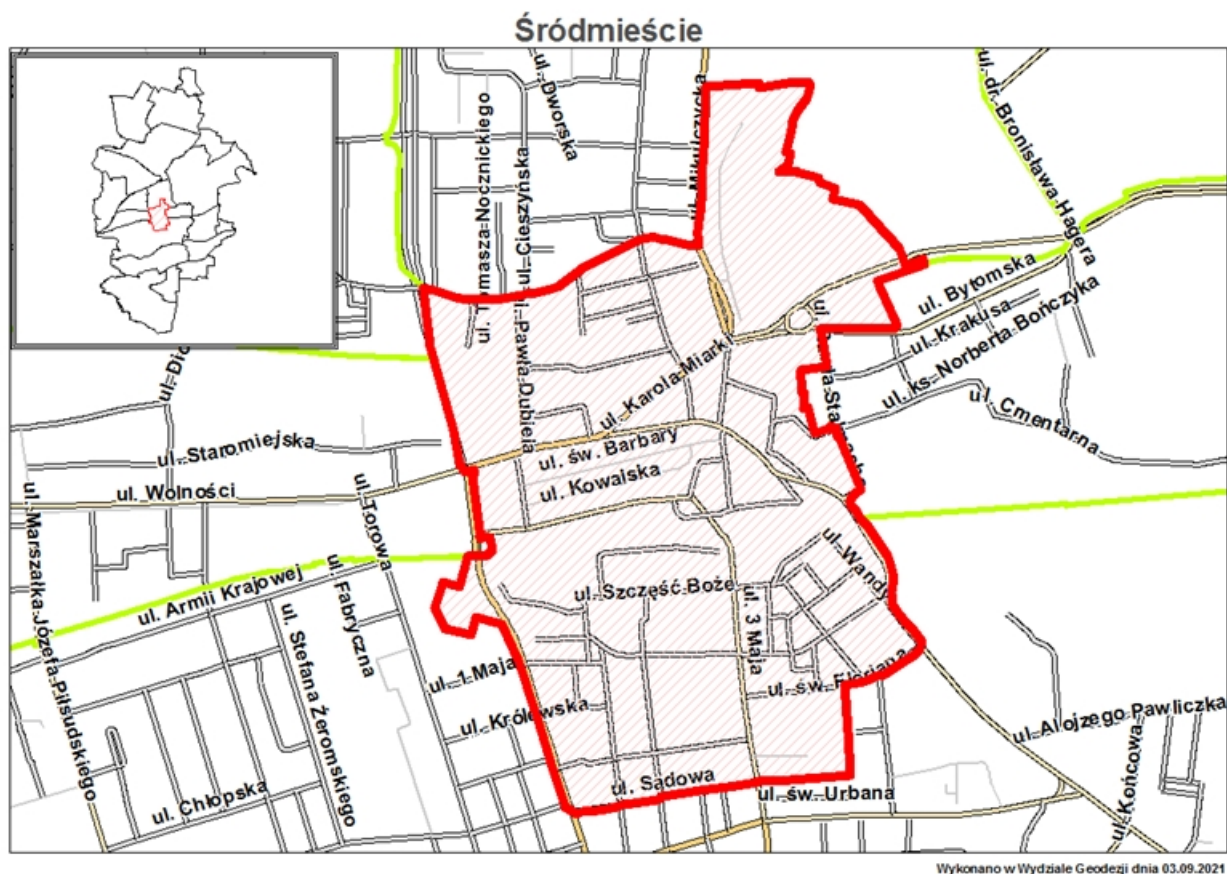 Śródmieście
ul. Dworska
ul. Mikulczycka
ul. dr. Bronisława Hagera
ul. Tomasza Nocznickiego
ul. Cieszyńska
ul. Bytomska
ul. Krakusa
ul. ks. Norberta Bończyka
ul. Pawła Dubiela
ul. Karola Miarki
ul. Cmentarna
ul. Staromiejska
ul. św. Barbary
ul. Kowalska
ul. Wolności
ul. Torowa
ul. Marszałka Józefa Piłsudskiego
ul. Armii Krajowej
ul. Fabryczna
ul. Szczęść Boże
ul. Wandy
ul. 3 Maja
ul. Stefana Żeromskiego
ul. 1 Maja
ul. św. Floriana
ul. Królewska
ul. Alojzego Pawliczka
ul. Sądowa
ul. św. Urbana
ul. Chłopska
ul. Końcowa
Wykonano w Wydziale Geodezji dnia 03.09.2021